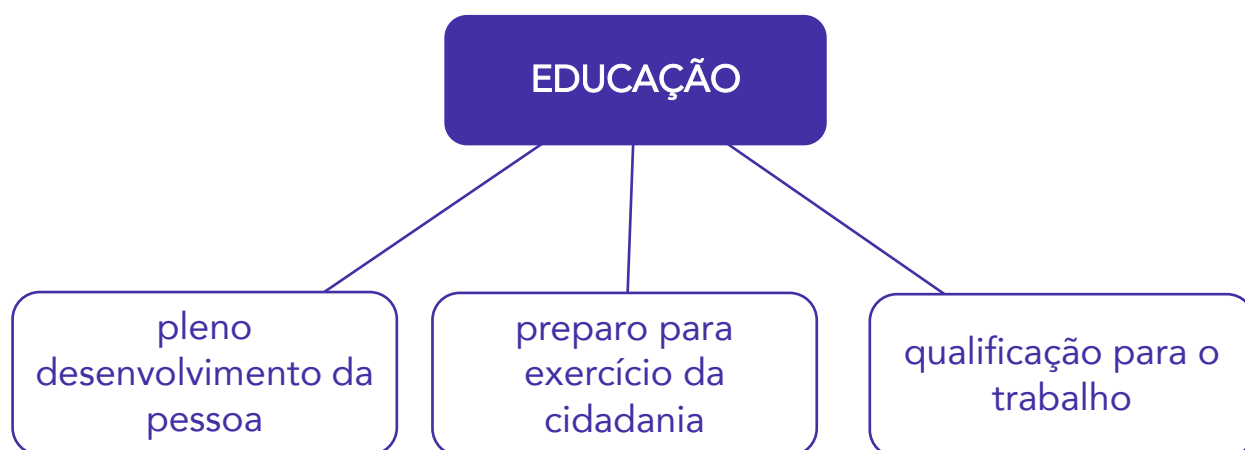 EDUCAÇÃO
pleno
desenvolvimento da
pessoa
preparo para
exercício da
cidadania
qualificação para o
trabalho